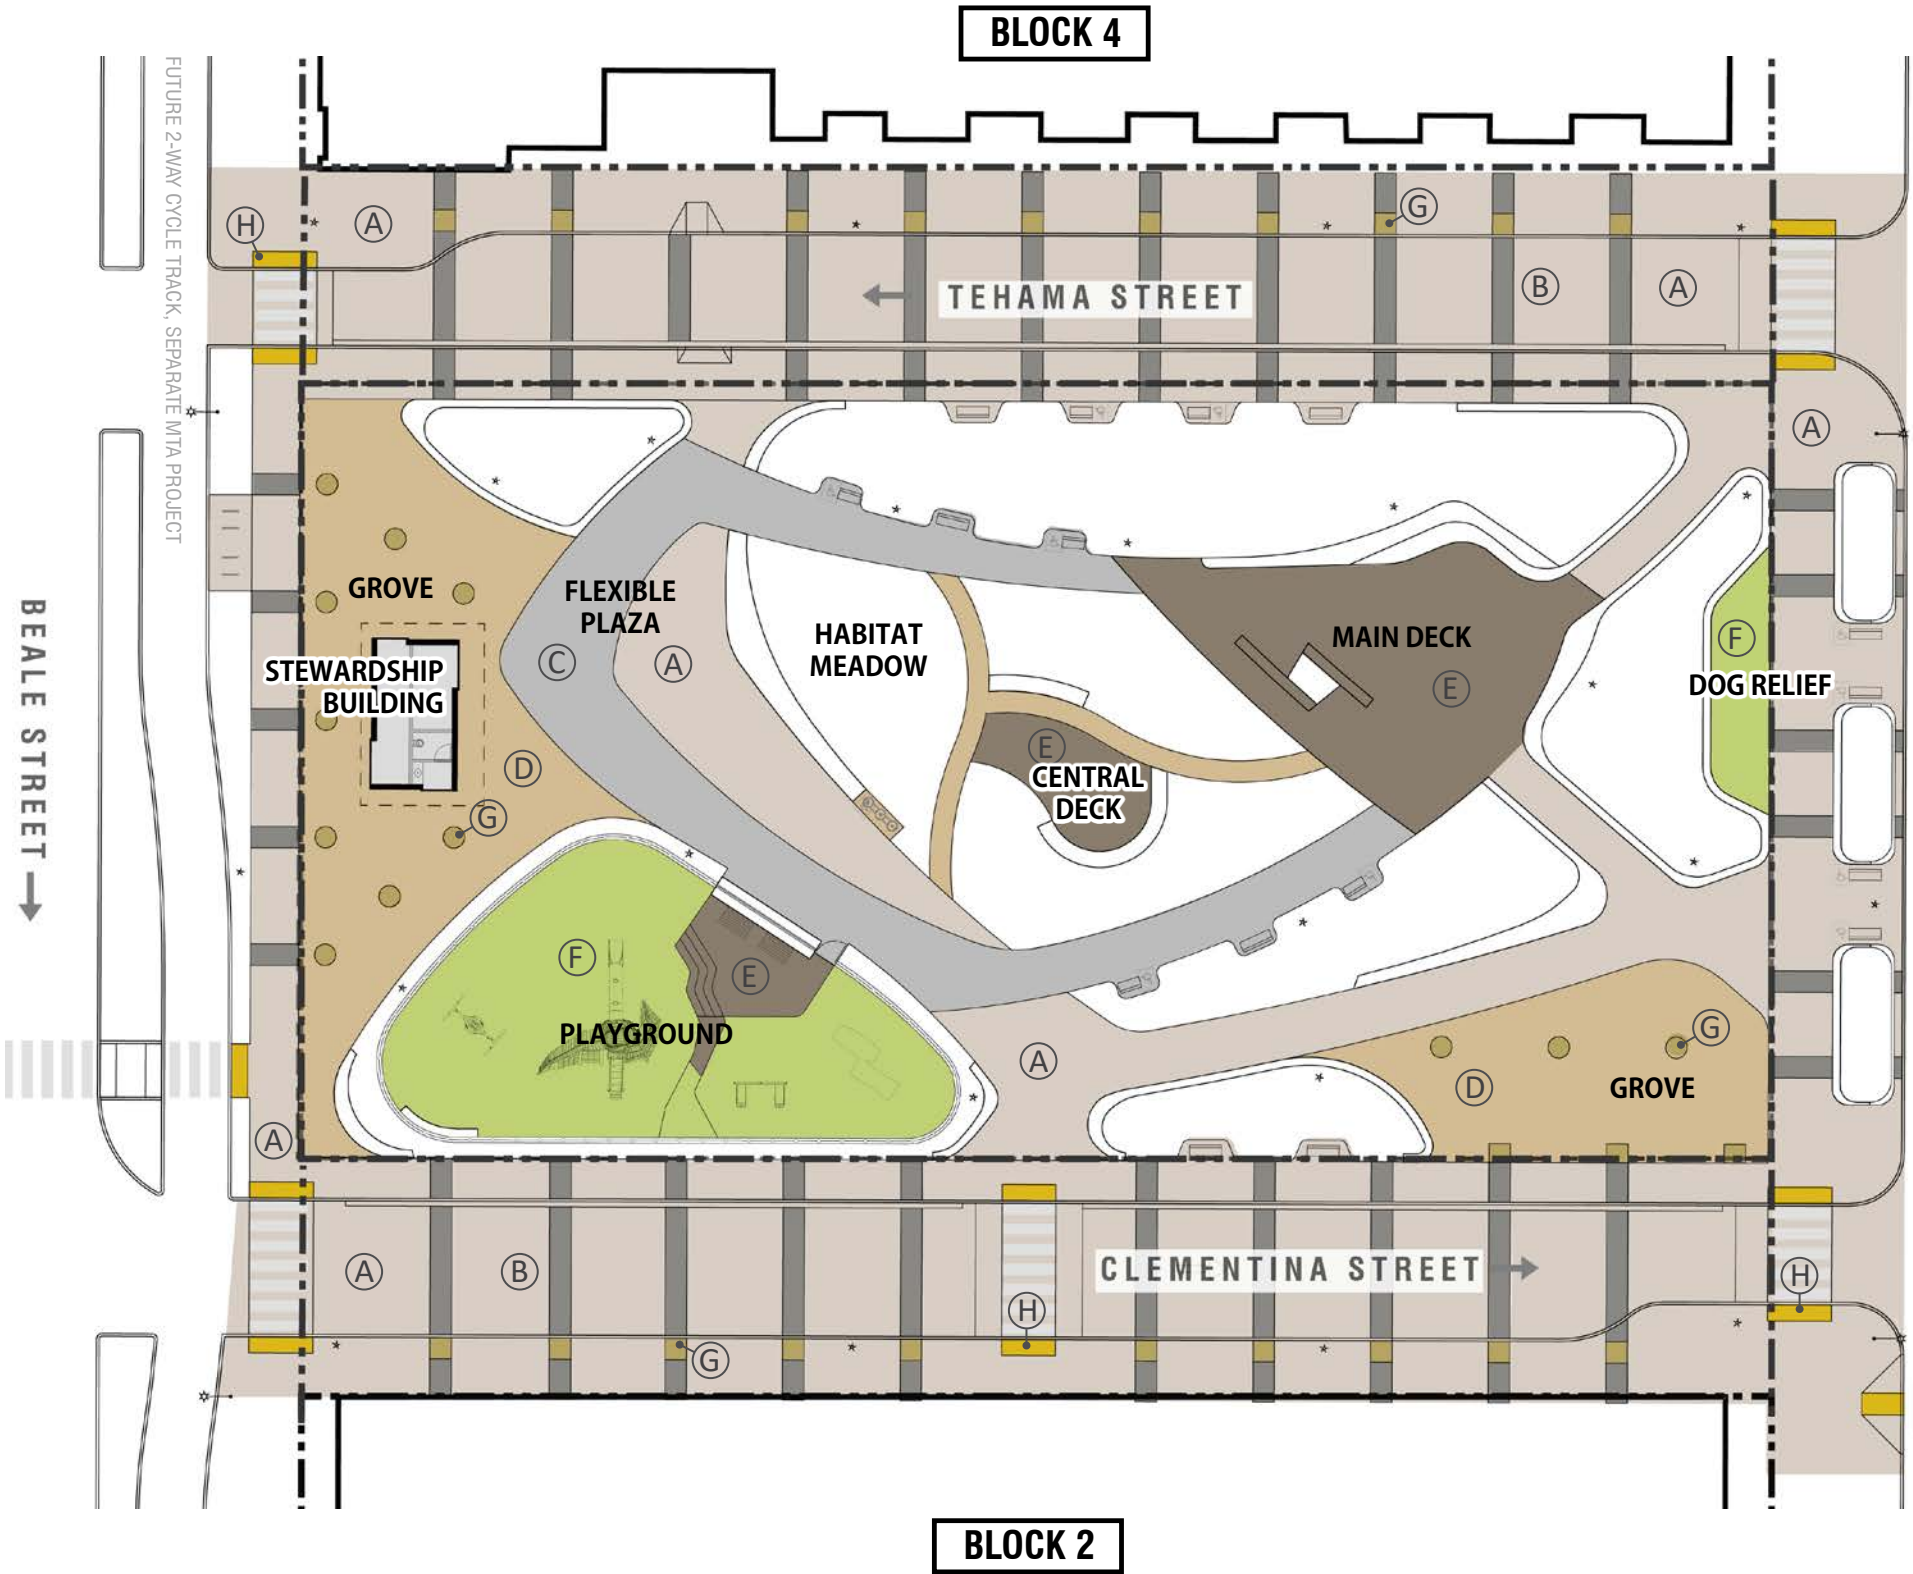 BLOCK 4
FUTURE 2-WAY CYCLE TRACK, SEPARATE MTA PROJECT
H
A
G
TEHAMA STREET
B
A
A
GROVE
FLEXIBLE
PLAZA
C
A
HABITAT
MEADOW
MAIN DECK
E
F
DOG RELIEF
STEWARDSHIP
BUILDING
BEALE STREET
D
G
E
CENTRAL
DECK
F
E
PLAYGROUND
A
G
D
GROVE
A
A
B
CLEMENTINA STREET
H
H
G
BLOCK 2